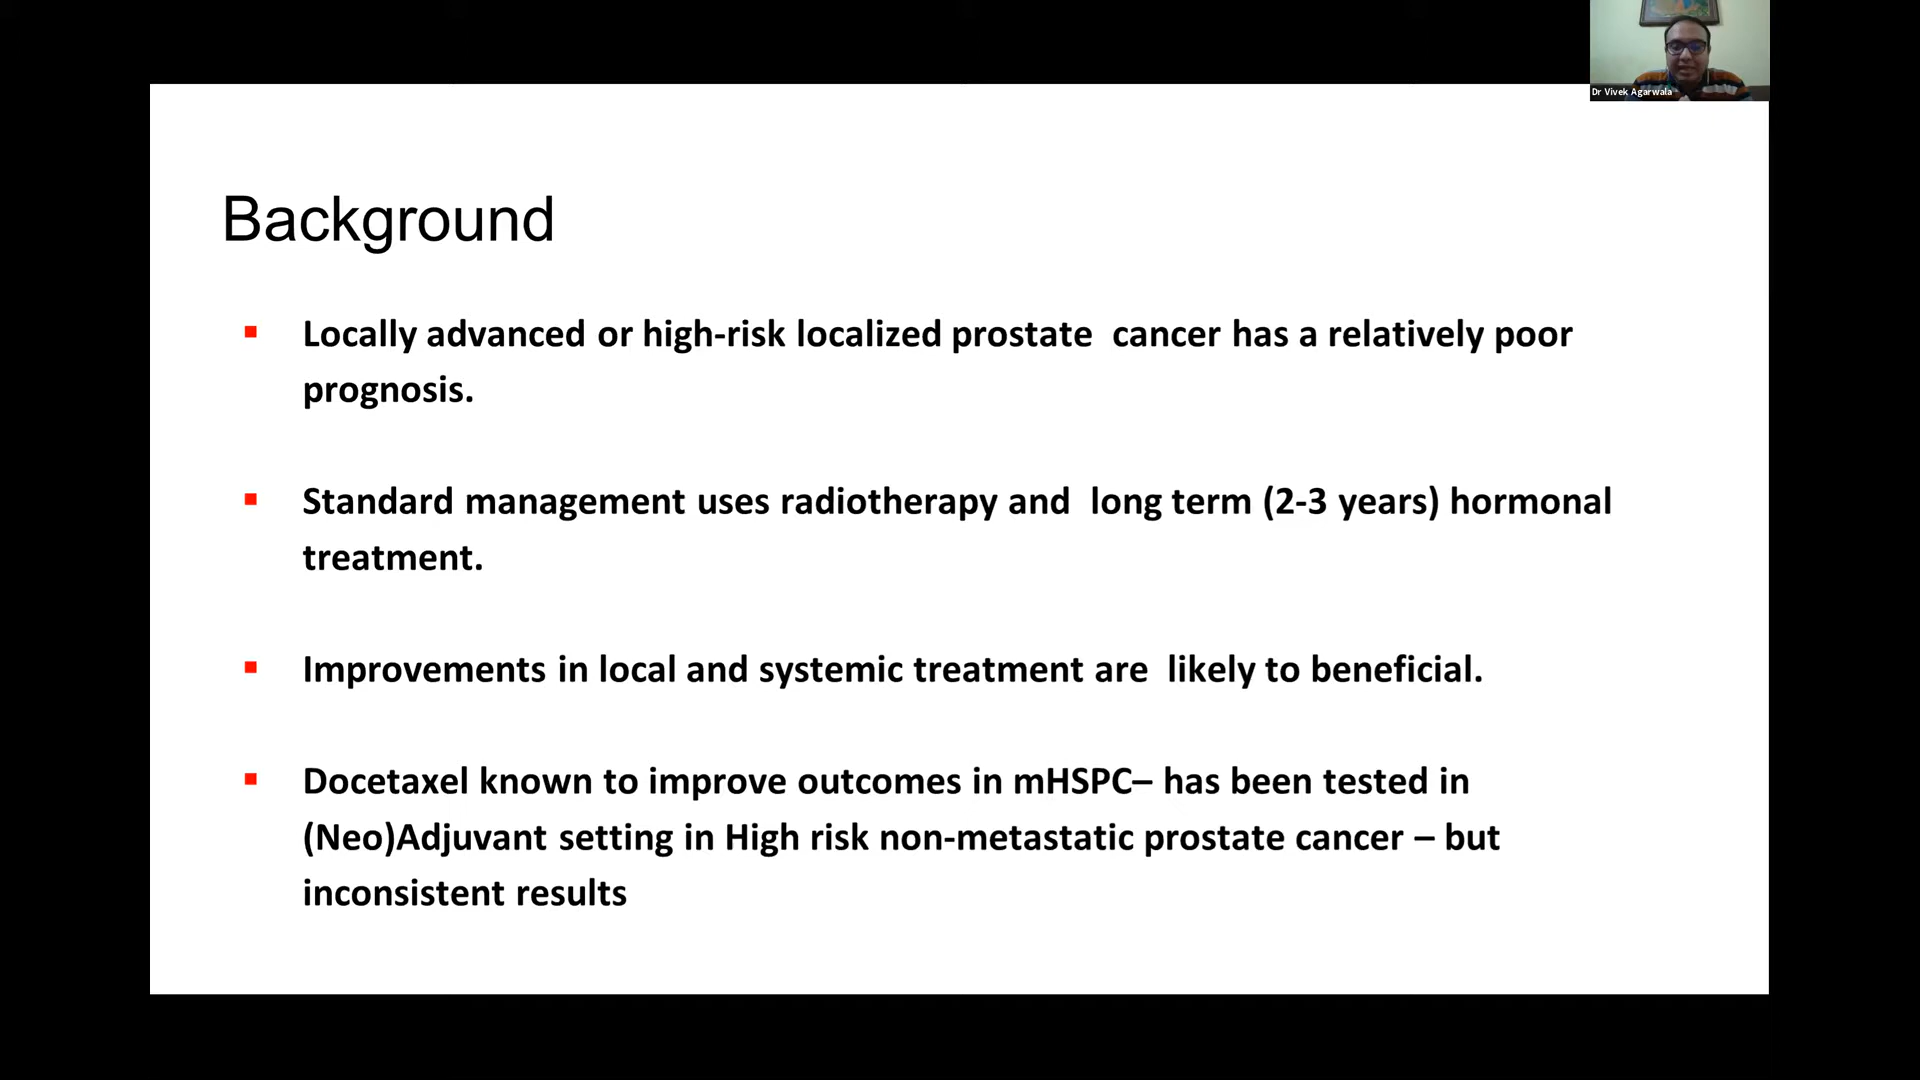 Dr Vivek Agarwala
Background
Locally advanced or high-risk localized prostate cancer has a relatively poor
prognosis.
Standard management uses radiotherapy and long term (2-3 years) hormonal
treatment.
Improvements in local and systemic treatment are likely to beneficial.
Docetaxel known to improve outcomes in mHSPC– has been tested in
(Neo)Adjuvant setting in High risk non-metastatic prostate cancer – but
inconsistent results